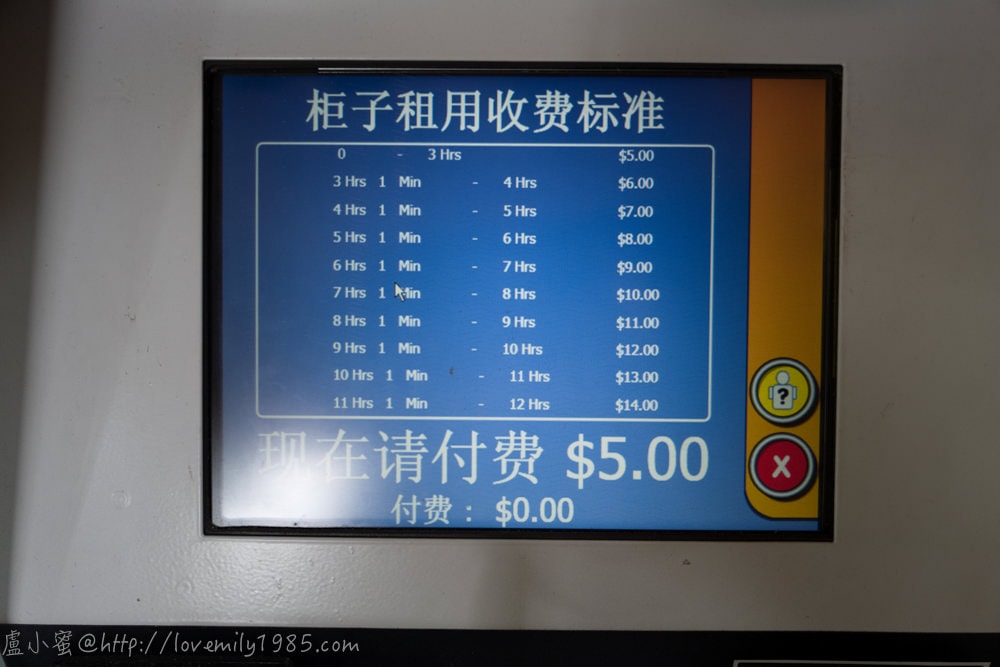 柜子租用收费标准
0 - 3 Hrs $5.00
3 Hrs 1 Min - 4 Hrs $6.00
4 Hrs 1 Min - 5 Hrs $7.00
5 Hrs 1 Min - 6 Hrs $8.00
6 Hrs 1 Min - 7 Hrs $9.00
7 Hrs 1 Min - 8 Hrs $10.00
8 Hrs 1 Min - 9 Hrs $11.00
9 Hrs 1 Min - 10 Hrs $12.00
10 Hrs 1 Min - 11 Hrs $13.00
11 Hrs 1 Min - 12 Hrs $14.00
?
现在请付费 $5.00
X
付费： $0.00
盧小蜜@http://lovemily1985.com